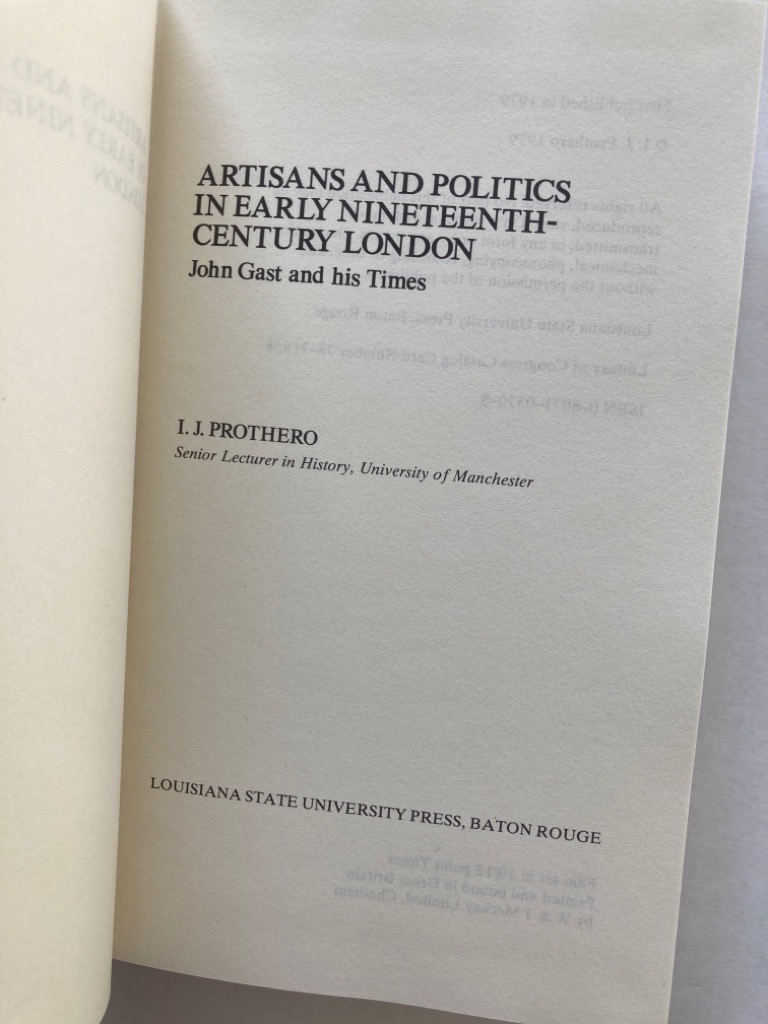 ARTISANS AND POLITICS
IN EARLY NINETEENTH-
CENTURY LONDON
John Gast and his Times
I. J. PROTHERO
Senior Lecturer in History, University of Manchester
LOUISIANA STATE UNIVERSITY PRESS, BATON ROUGE